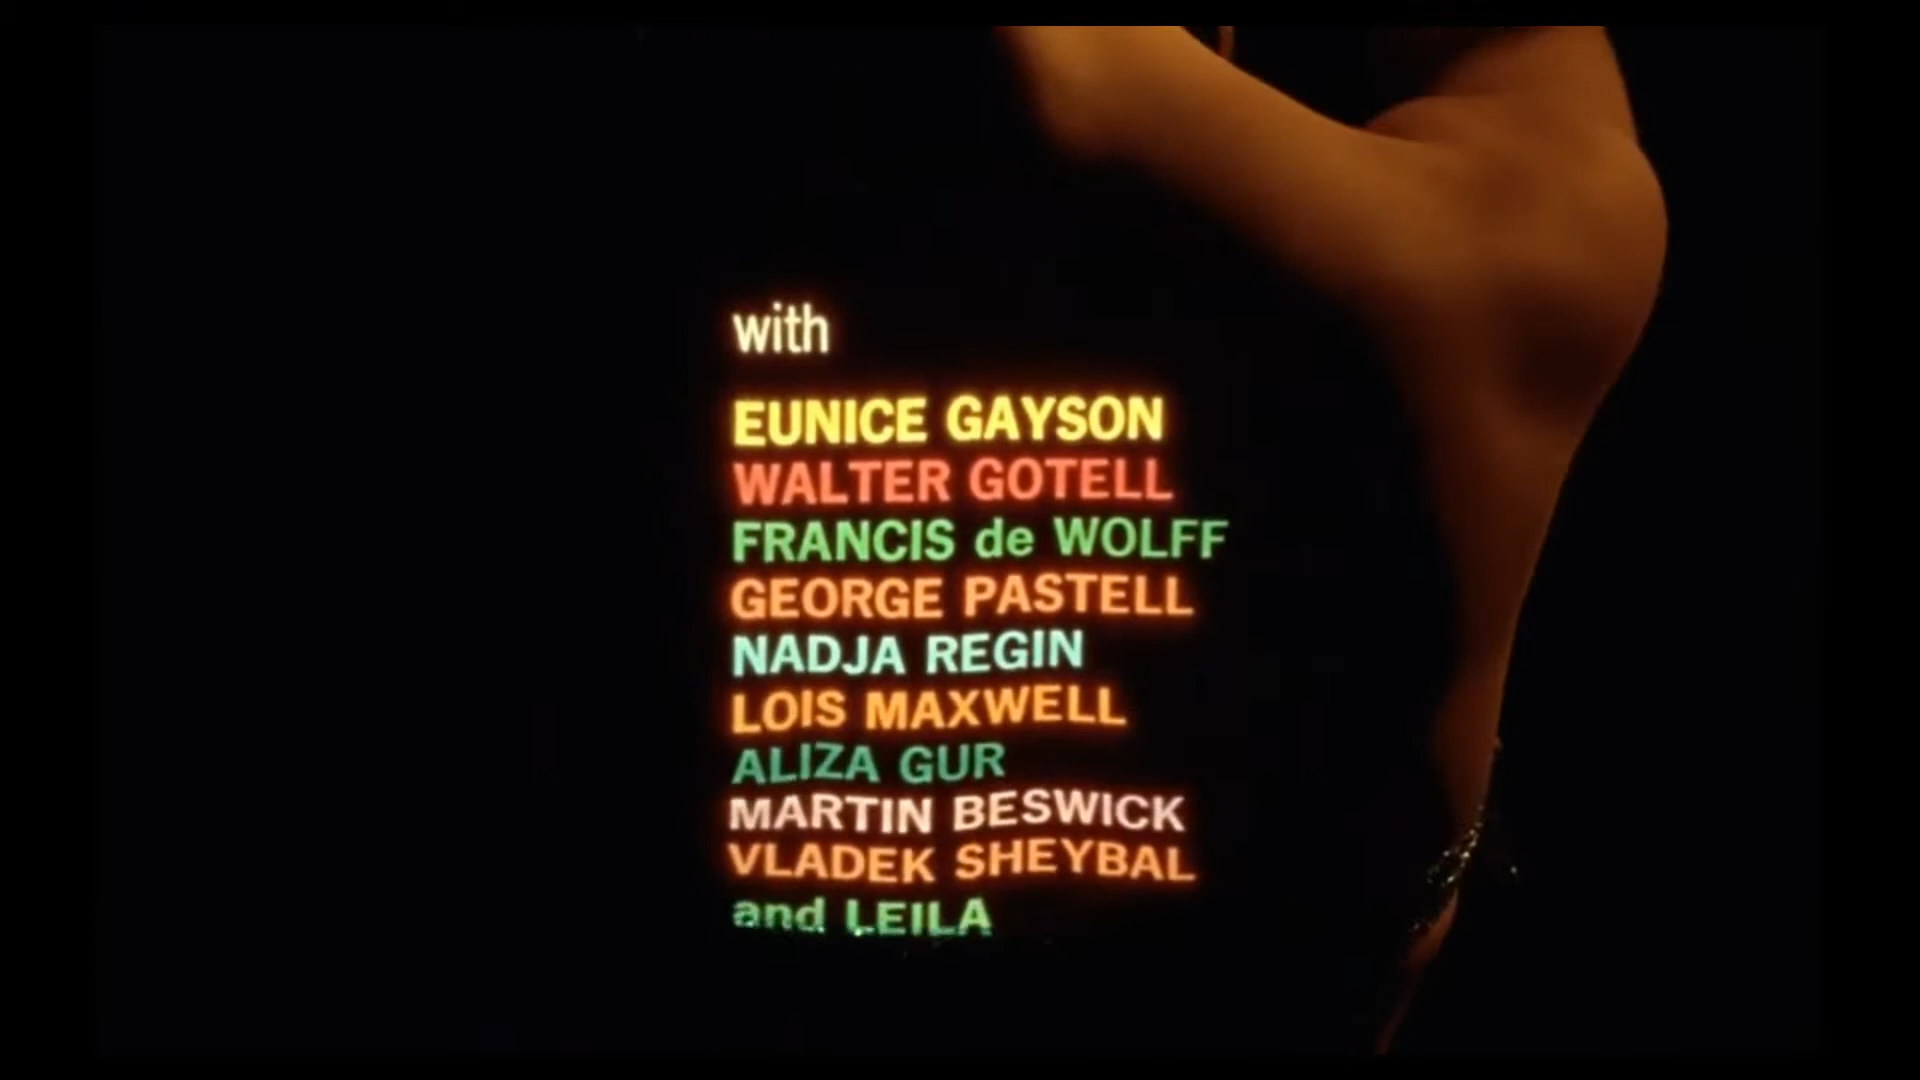 with
EUNICE GAYSON
WALTER GOTELL
FRANCIS de WOLFF
GEORGE PASTELL
NADJA REGIN
LOIS MAXWELL
ALIZA GUR
MARTIN BESWICK
VLADEK SHEYBAL
and LEILA